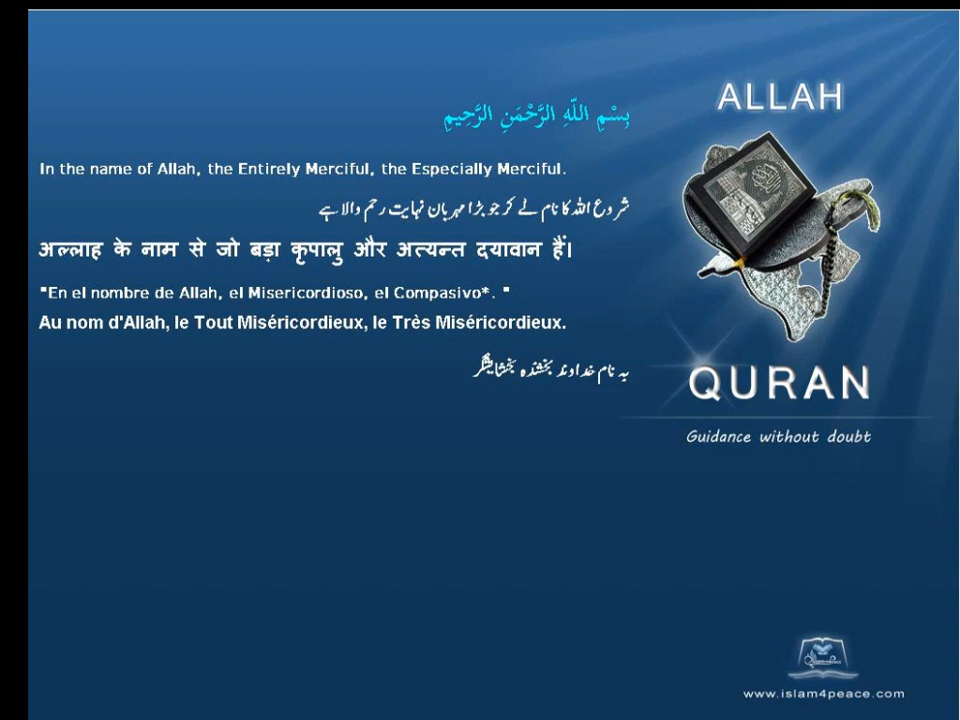 بِسْمِ اللّهِ الرَّحْمَنِ الرَّحِيمِ
In the name of Allah, the Entirely Merciful, the Especially Merciful.
شروع الله کا نام لے کر جو بڑا مہربان نہایت رحم والا ہے
अल्लाह के नाम से जो बड़ा कृपालु और अत्यन्त दयावान हैं।
"En el nombre de Allah, el Misericordioso, el Compasivo*. "
Au nom d'Allah, le Tout Miséricordieux, le Très Miséricordieux.
به نام خداوند بخشنده بخشایشگر
ALLAH
QURAN
Guidance without doubt
www.islam4peace.com